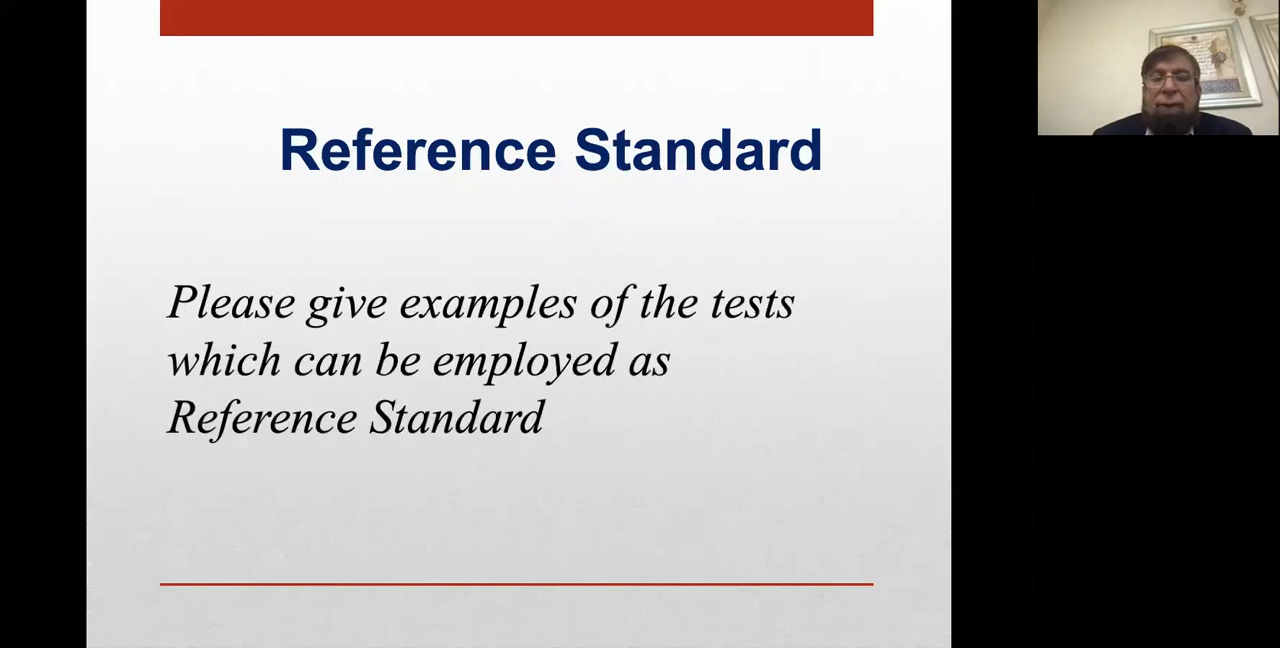 Reference Standard
Please give examples of the tests
which can be employed as
Reference Standard